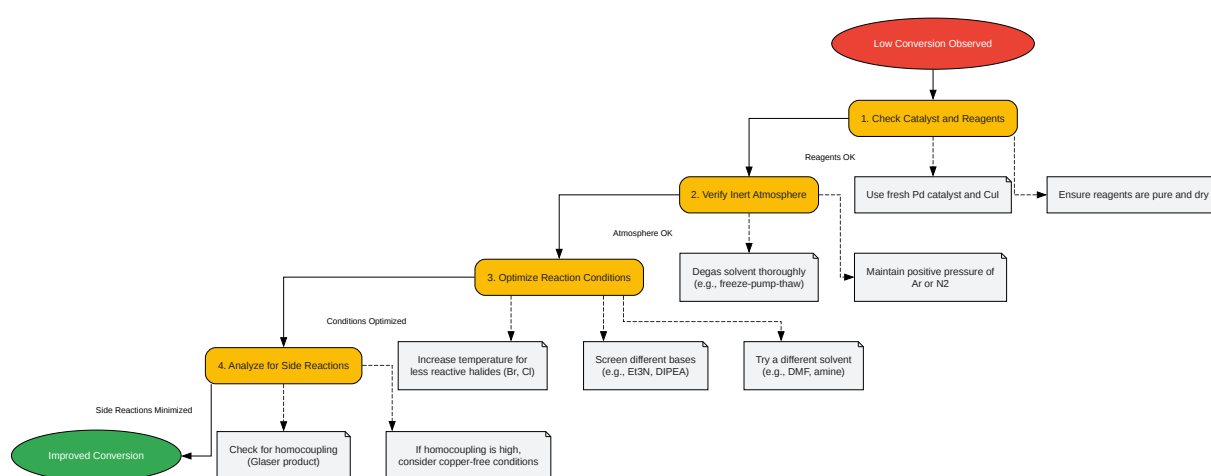 Low Conversion Observed
1. Check Catalyst and Reagents
Reagents OK
Use fresh Pd catalyst and CuI
Ensure reagents are pure and dry
2. Verify Inert Atmosphere
Atmosphere OK
Degas solvent thoroughly
(e.g., freeze-pump-thaw)
Maintain positive pressure of
Ar or N2
3. Optimize Reaction Conditions
Conditions Optimized
Increase temperature for
less reactive halides (Br, Cl)
Screen different bases
(e.g., Et3N, DIPEA)
Try a different solvent
(e.g., DMF, amine)
4. Analyze for Side Reactions
Side Reactions Minimized
Check for homocoupling
(Glaser product)
If homocoupling is high,
consider copper-free conditions
Improved Conversion